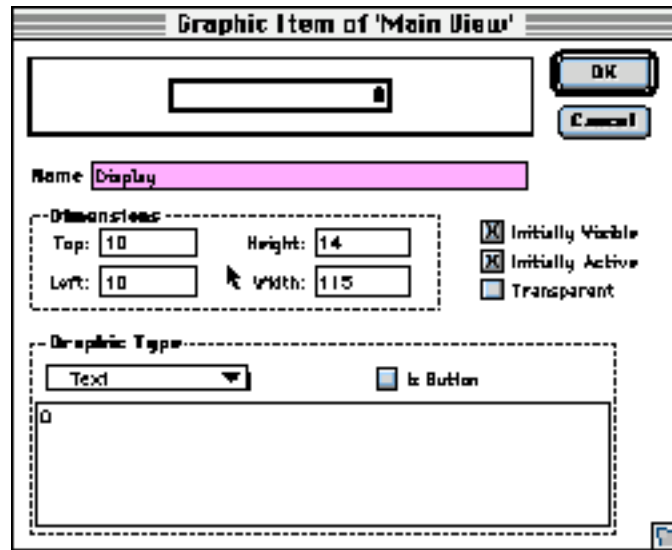 Graphic Item of 'Main View'
0
OK
Cancel
Name Display
Dimensions
Top: 10 Height: 14
Left: 10 Width: 115
Initially Visible
Initially Active
Transparent
Graphic Type
Text
Is Button
0